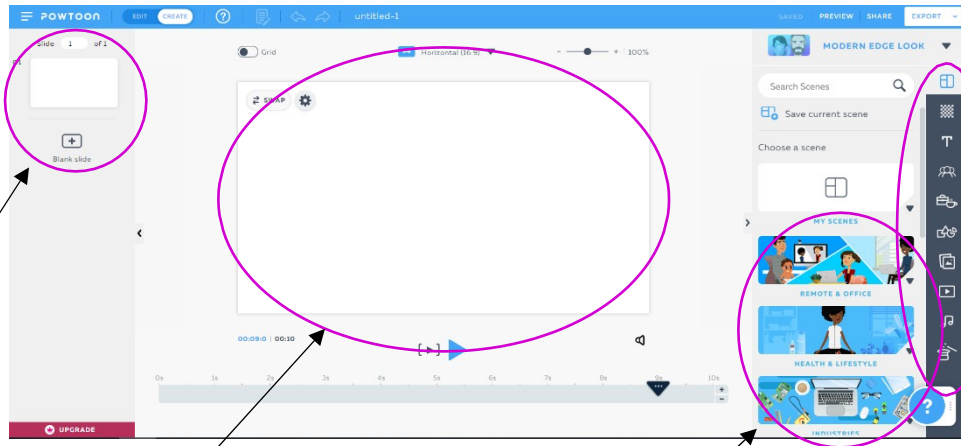 POWTOON EDIT CREATE ? untitled-1 SAVED PREVIEW SHARE EXPORT
Slide 1 of 1
Grid
Horizontal (16:9)
- + 100%
MODERN EDGE LOOK
SWAP
Search Scenes
Save current scene
Choose a scene
Blank slide
MY SCENES
REMOTE & OFFICE
HEALTH & LIFESTYLE
INDUSTRIES
00:09:0 00:10
0s 1s 2s 3s 4s 5s 6s 7s 8s 9s 10s
+
-
UPGRADE
?